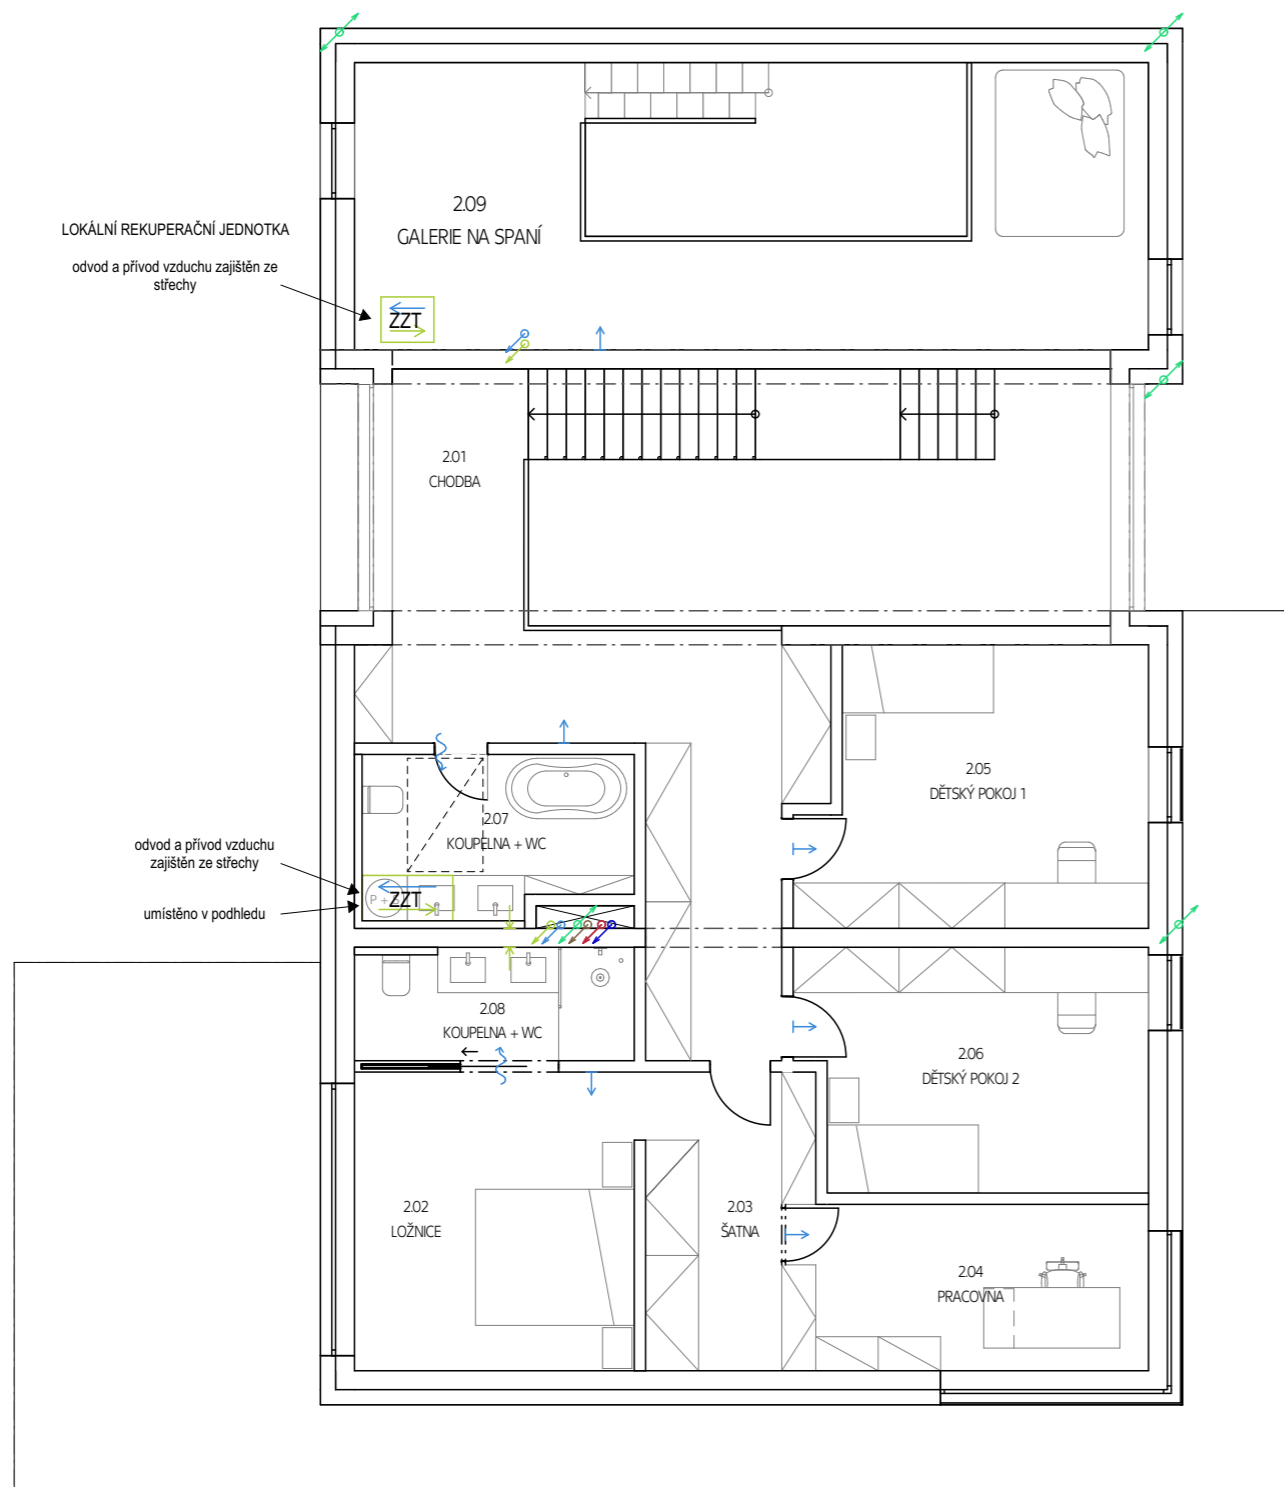 2.09
GALERIE NA SPANÍ
LOKÁLNÍ REKUPERAČNÍ JEDNOTKA
odvod a přívod vzduchu zajištěn ze
střechy
ZZT
2.01
CHODBA
2.05
DĚTSKÝ POKOJ 1
2.07
KOUPELNA + WC
odvod a přívod vzduchu
zajištěn ze střechy
umístěno v podhledu
ZZT
2.08
KOUPELNA + WC
2.06
DĚTSKÝ POKOJ 2
2.02
LOŽNICE
2.03
ŠATNA
2.04
PRACOVNA